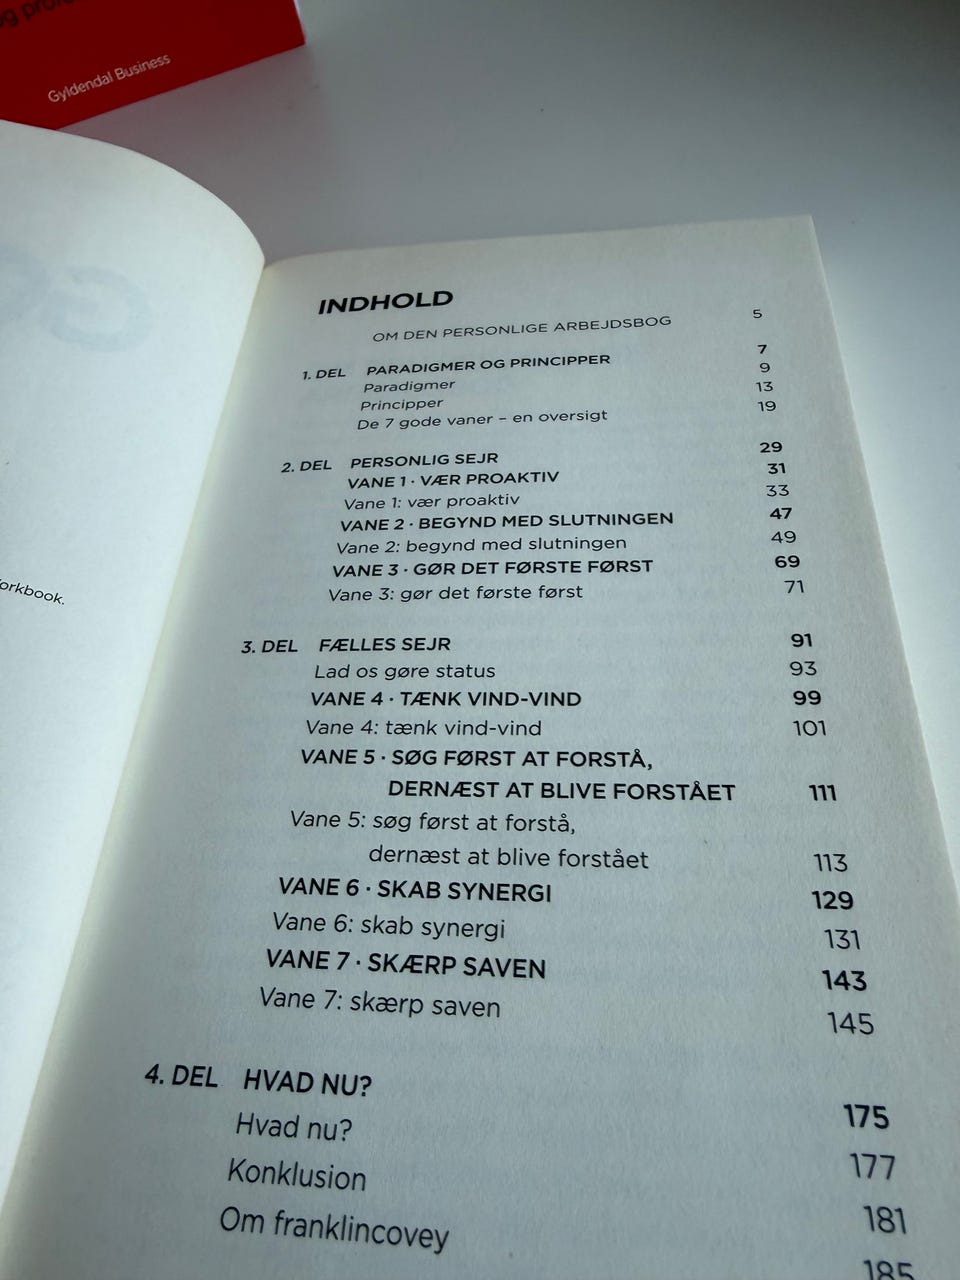 Gyldendal Business
orkbook.
INDHOLD
OM DEN PERSONLIGE ARBEJDSBOG 5
1. DEL PARADIGMER OG PRINCIPPER 7
Paradigmer 9
Principper 13
De 7 gode vaner – en oversigt 19
2. DEL PERSONLIG SEJR 29
VANE 1 · VÆR PROAKTIV 31
Vane 1: vær proaktiv 33
VANE 2 · BEGYND MED SLUTNINGEN 47
Vane 2: begynd med slutningen 49
VANE 3 · GØR DET FØRSTE FØRST 69
Vane 3: gør det første først 71
3. DEL FÆLLES SEJR 91
Lad os gøre status 93
VANE 4 · TÆNK VIND-VIND 99
Vane 4: tænk vind-vind 101
VANE 5 · SØG FØRST AT FORSTÅ,
DERNÆST AT BLIVE FORSTÅET 111
Vane 5: søg først at forstå,
dernæst at blive forstået 113
VANE 6 · SKAB SYNERGI 129
Vane 6: skab synergi 131
VANE 7 · SKÆRP SAVEN 143
Vane 7: skærp saven 145
4. DEL HVAD NU? 175
Hvad nu? 177
Konklusion 181
Om franklincovey 185